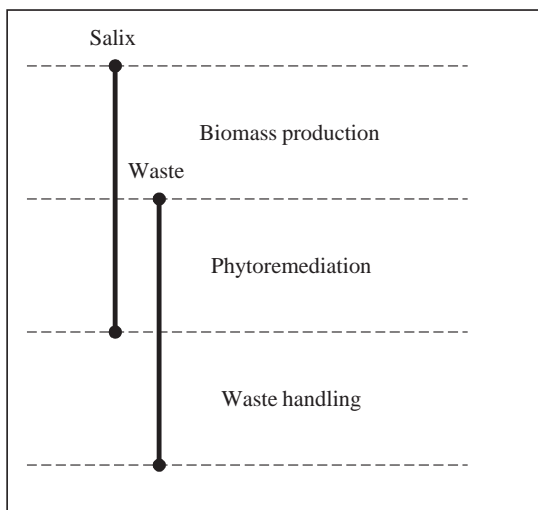 Salix
Biomass production
Waste
Phytoremediation
Waste handling